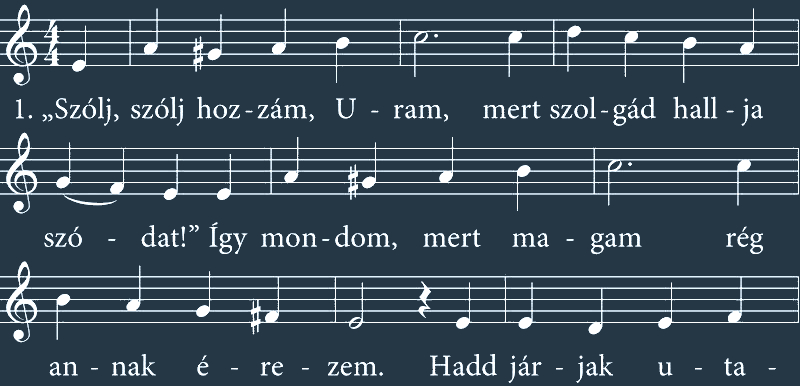 1. „Szólj, szólj hoz-zám, U - ram, mert szol-gád hall - ja
szó - dat!” Így mon-dom, mert ma - gam rég
an - nak é - re - zem. Hadd jár - jak u - ta -